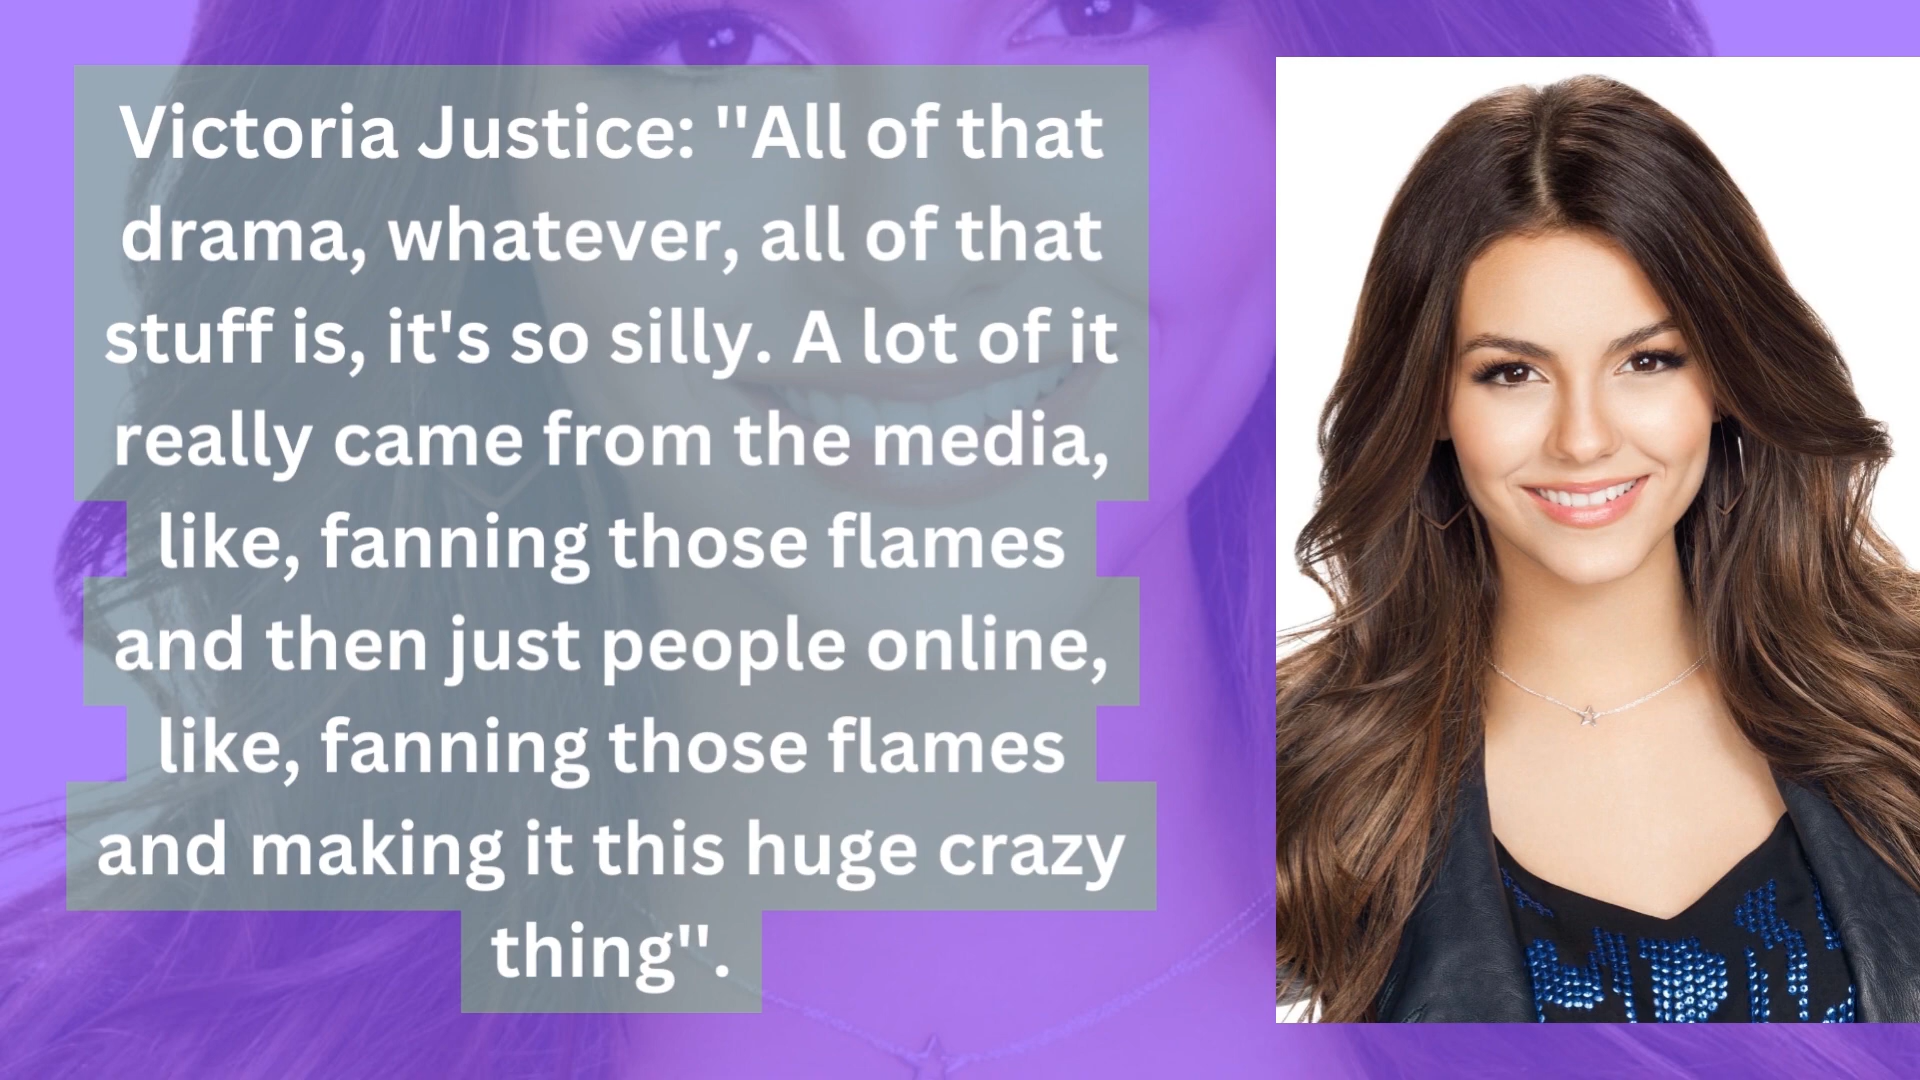 Victoria Justice: "All of that
drama, whatever, all of that
stuff is, it's so silly. A lot of it
really came from the media,
like, fanning those flames
and then just people online,
like, fanning those flames
and making it this huge crazy
thing".